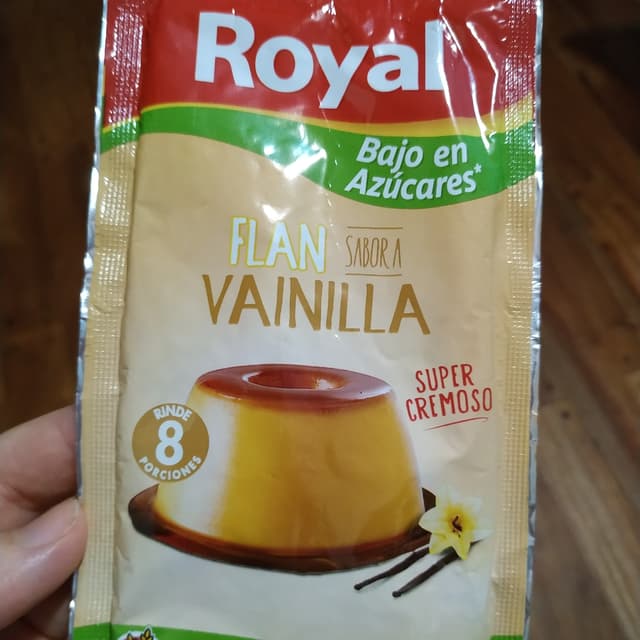 Royal
Bajo en
Azúcares*
FLAN SABOR A
VAINILLA
SUPER
CREMOSO
RINDE
8
PORCIONES